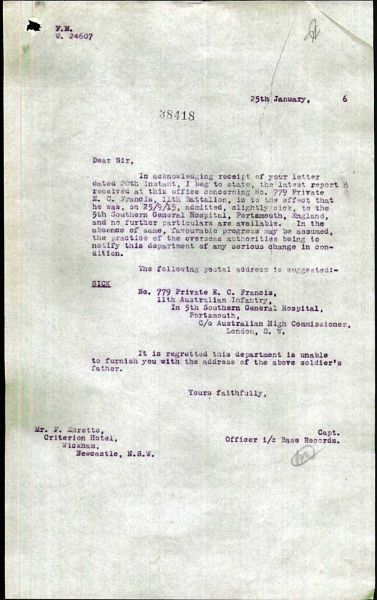 F.M.
W. 24607
25th January, 6
38418
Dear Sir,
In acknowledging receipt of your letter
dated 20th instant, I beg to state, the latest report
received at this office concerning No. 779 Private
E. C. Francis, 11th Battalion, is to the effect that
he was, on 25/9/15, admitted, slightly sick, to the
5th Southern General Hospital, Portsmouth, England,
and no further particulars are available. In the
absence of same, favourable progress may be assumed,
the practice of the overseas authorities being to
notify this department of any serious change in con-
dition.
The following postal address is suggested:-
SICK
No. 779 Private E. C. Francis,
11th Australian Infantry,
In 5th Southern General Hospital,
Portsmouth,
C/o Australian High Commissioner,
London, S. W.
It is regretted this department is unable
to furnish you with the address of the above soldier's
father.
Yours faithfully,
Capt.
Officer i/c Base Records.
Mr. F.
Criterion Hotel,
Wickham,
Newcastle, N.S.W.